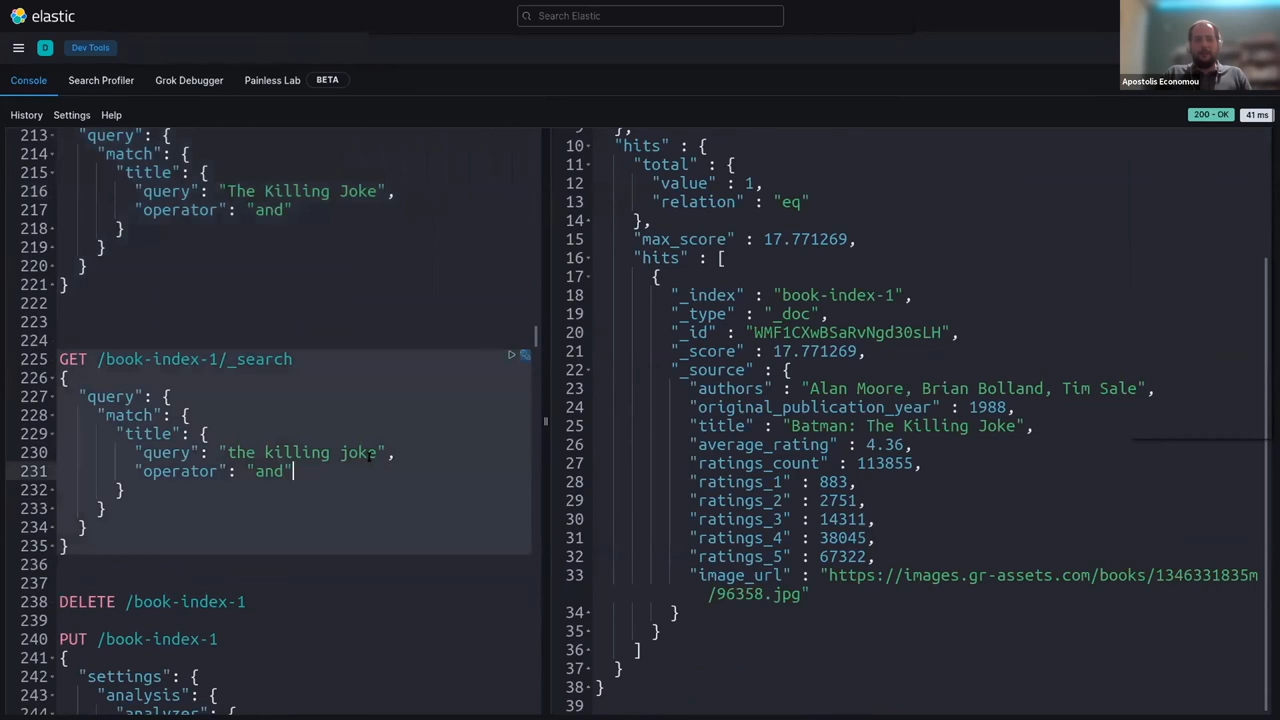 elastic
Search Elastic
D
Dev Tools
Console
Search Profiler
Grok Debugger
Painless Lab
BETA
History
Settings
Help
200 - OK
41 ms
Apostolis Economou
213 "query": {
214 "match": {
215 "title": {
216 "query": "The Killing Joke",
217 "operator": "and"
218 }
219 }
220 }
221 }
222
223
224
225 GET /book-index-1/_search
226 {
227 "query": {
228 "match": {
229 "title": {
230 "query": "the killing joke",
231 "operator": "and"
232 }
233 }
234 }
235 }
236
237
238 DELETE /book-index-1
239
240 PUT /book-index-1
241 {
242 "settings": {
243 "analysis": {
244 "analyzer": {
9 },
10 "hits" : {
11 "total" : {
12 "value" : 1,
13 "relation" : "eq"
14 },
15 "max_score" : 17.771269,
16 "hits" : [
17 {
18 "_index" : "book-index-1",
19 "_type" : "_doc",
20 "_id" : "WMF1CXwBSaRvNgd30sLH",
21 "_score" : 17.771269,
22 "_source" : {
23 "authors" : "Alan Moore, Brian Bolland, Tim Sale",
24 "original_publication_year" : 1988,
25 "title" : "Batman: The Killing Joke",
26 "average_rating" : 4.36,
27 "ratings_count" : 113855,
28 "ratings_1" : 883,
29 "ratings_2" : 2751,
30 "ratings_3" : 14311,
31 "ratings_4" : 38045,
32 "ratings_5" : 67322,
33 "image_url" : "https://images.gr-assets.com/books/1346331835m
/96358.jpg"
34 }
35 }
36 ]
37 }
38 }
39